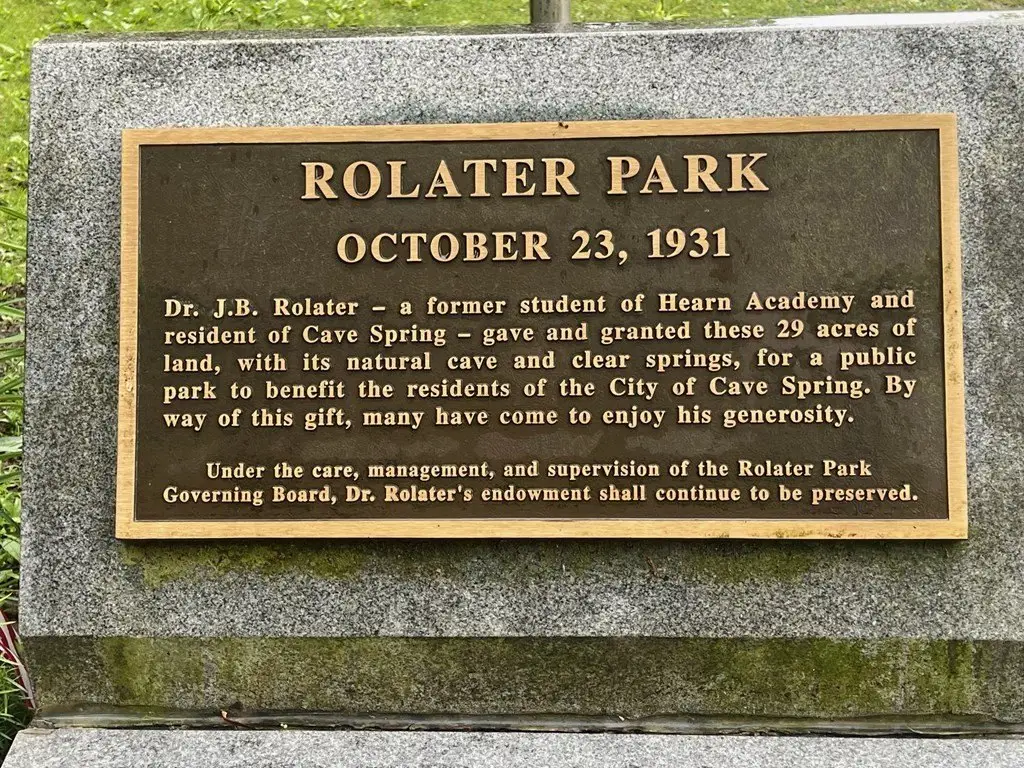 ROLATER PARK
OCTOBER 23, 1931
Dr. J.B. Rolater – a former student of Hearn Academy and
resident of Cave Spring – gave and granted these 29 acres of
land, with its natural cave and clear springs, for a public
park to benefit the residents of the City of Cave Spring. By
way of this gift, many have come to enjoy his generosity.
Under the care, management, and supervision of the Rolater Park
Governing Board, Dr. Rolater's endowment shall continue to be preserved.